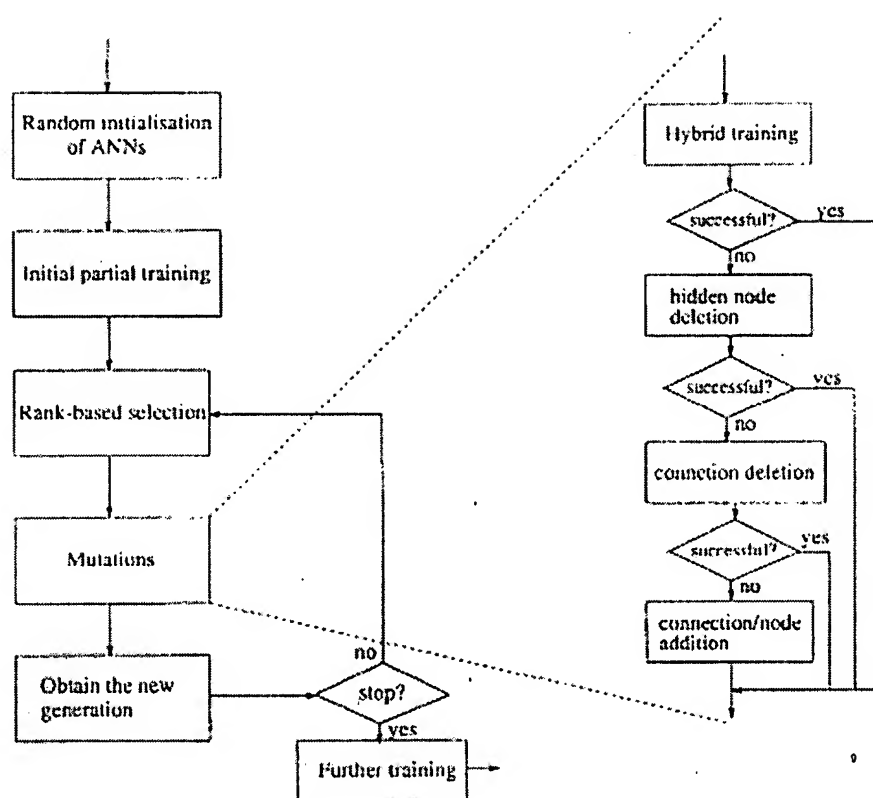 Random initialisation
of ANNs
Initial partial training
Rank-based selection
Mutations
Obtain the new
generation
no
stop?
yes
Further training
Hybrid training
successful?
yes
no
hidden node
deletion
successful?
yes
no
connction deletion
successful?
yes
no
connection/node
addition
9